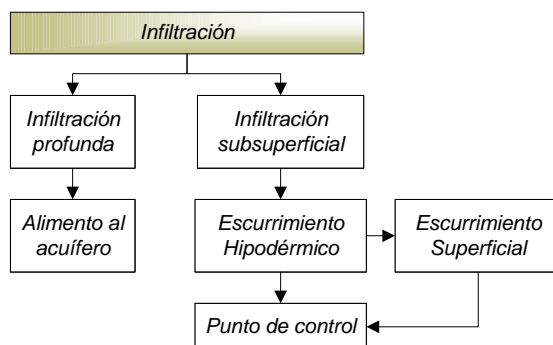 Infiltración
Infiltración
profunda
Infiltración
subsuperficial
Alimento al
acuífero
Escurrimiento
Hipodérmico
Escurrimiento
Superficial
Punto de control